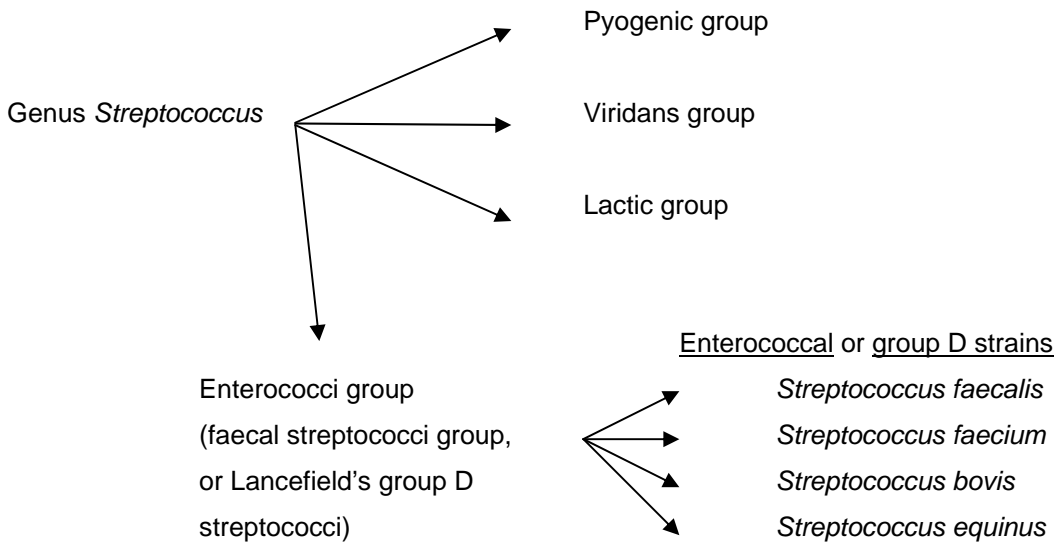 Pyogenic group
Genus Streptococcus
Viridans group
Lactic group
Enterococcal or group D strains
Enterococci group
(faecal streptococci group,
or Lancefield’s group D
streptococci)
Streptococcus faecalis
Streptococcus faecium
Streptococcus bovis
Streptococcus equinus